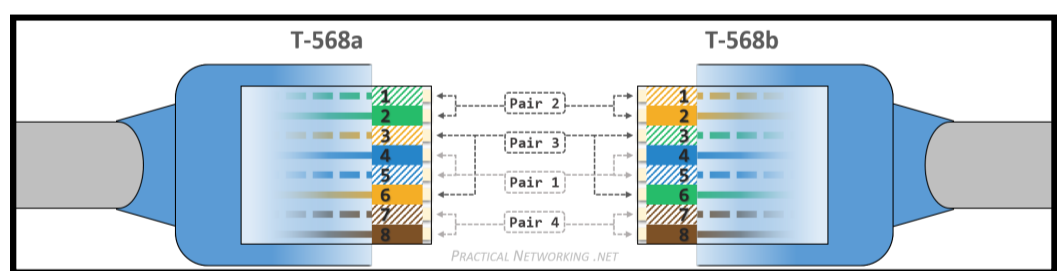 T-568a
T-568b
1
2
3
4
5
6
7
8
Pair 2
Pair 3
Pair 1
Pair 4
1
2
3
4
5
6
7
8
PRACTICAL NETWORKING .NET